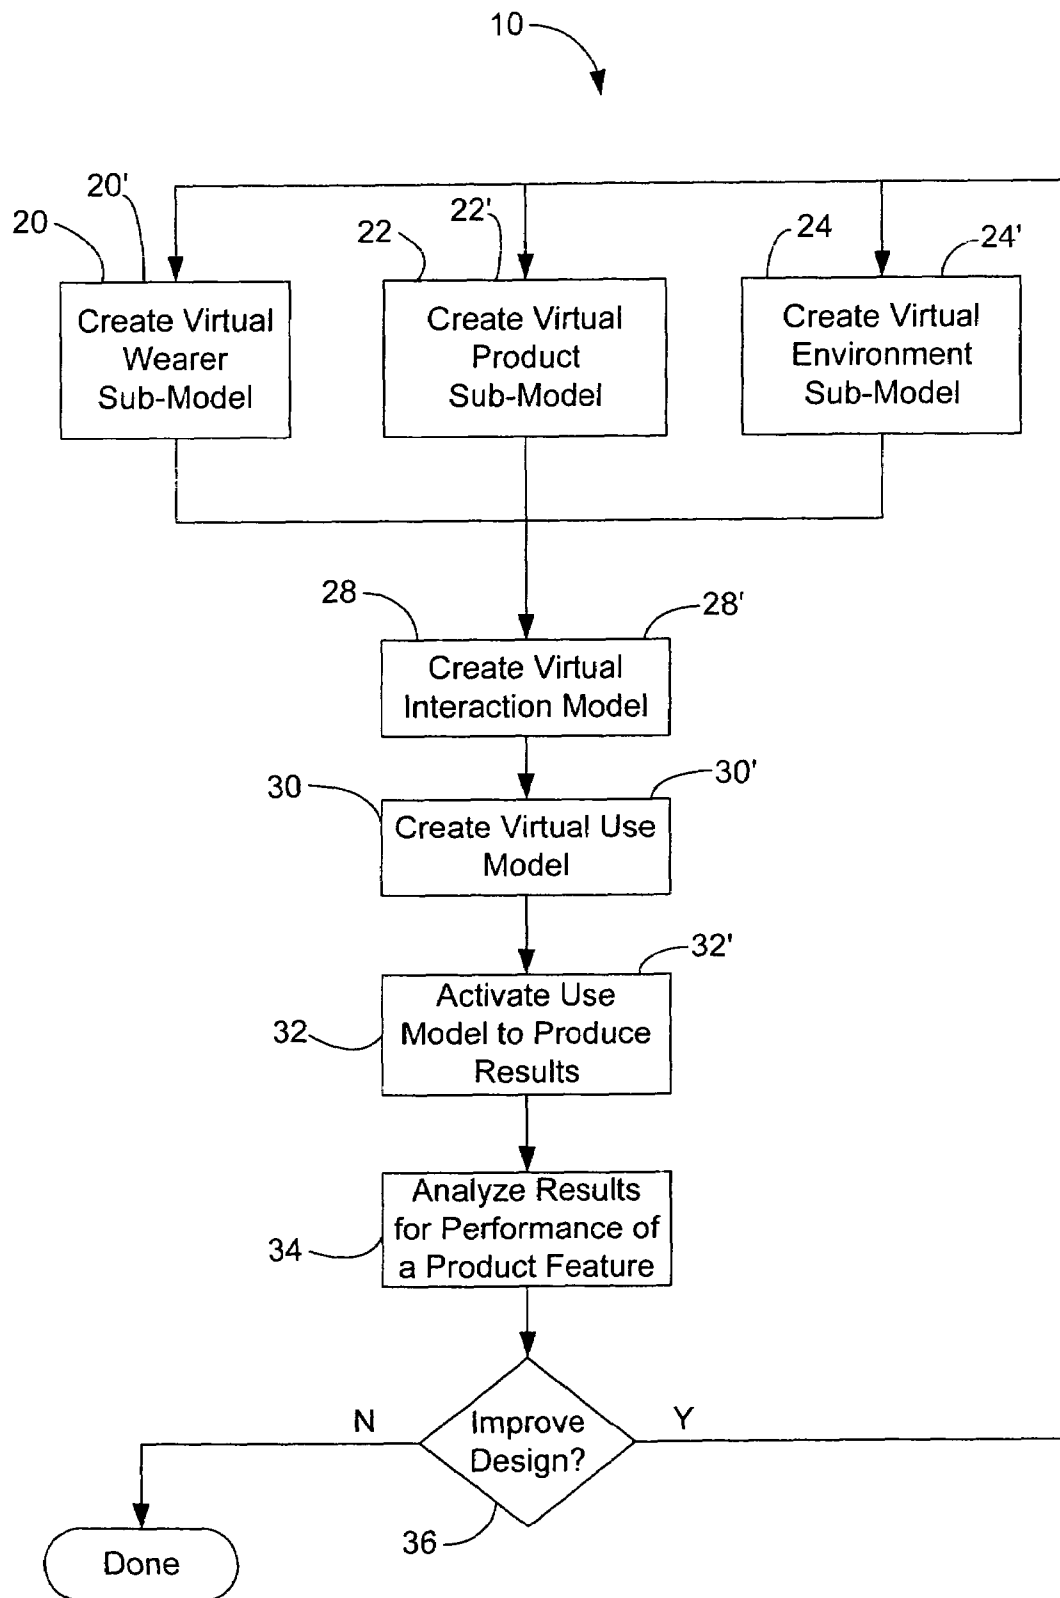 10
20'
20
22'
22
24
24'
Create Virtual
Wearer
Sub-Model
Create Virtual
Product
Sub-Model
Create Virtual
Environment
Sub-Model
28
28'
Create Virtual
Interaction Model
30
30'
Create Virtual Use
Model
32'
32
Activate Use
Model to Produce
Results
34
Analyze Results
for Performance of
a Product Feature
N
Y
Improve
Design?
36
Done